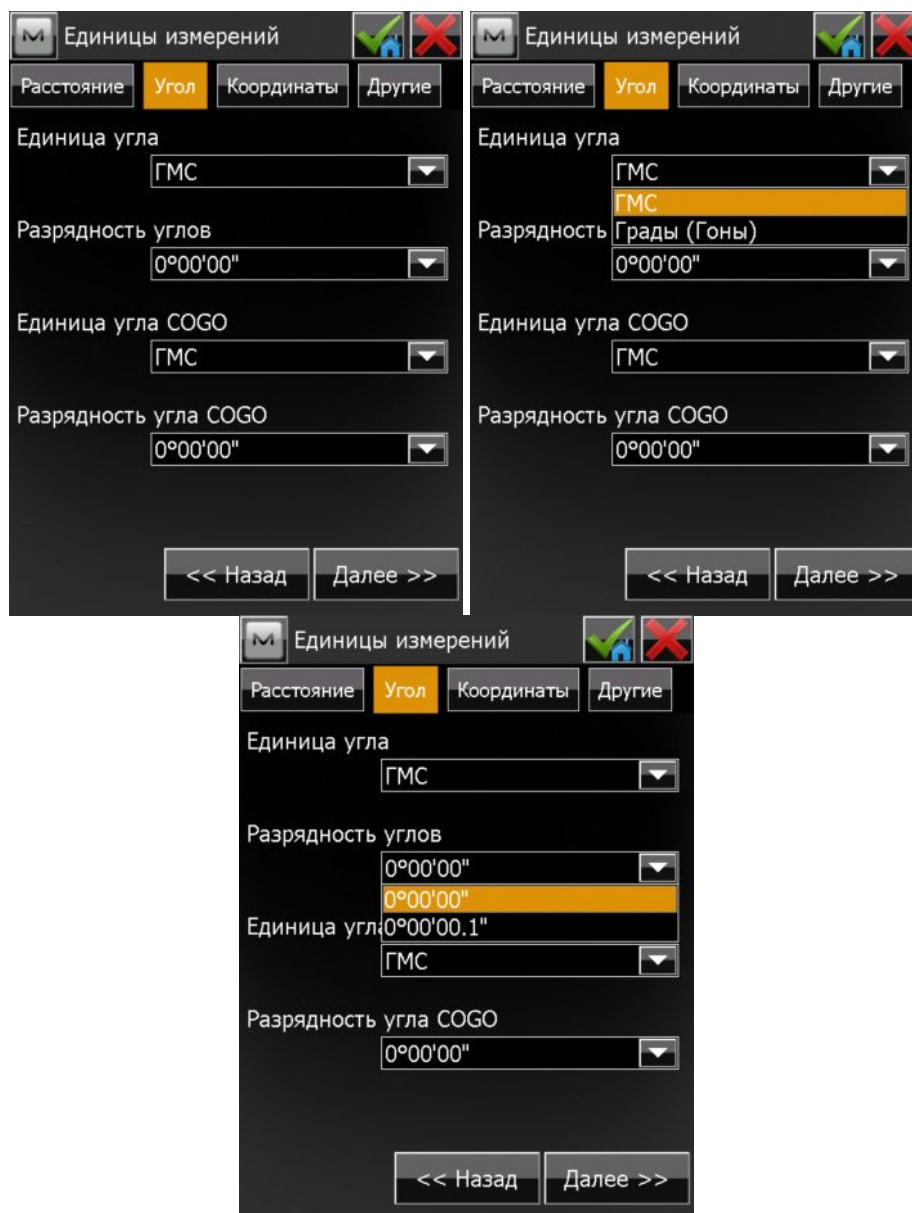 Единицы измерений
Расстояние Угол Координаты Другие
Единица угла
ГМС
Разрядность углов
0°00'00"
Единица угла COGO
ГМС
Разрядность угла COGO
0°00'00"
<< Назад Далее >>
Единицы измерений
Расстояние Угол Координаты Другие
Единица угла
ГМС
ГМС
Разрядность Грады (Гоны)
0°00'00"
Единица угла COGO
ГМС
Разрядность угла COGO
0°00'00"
<< Назад Далее >>
Единицы измерений
Расстояние Угол Координаты Другие
Единица угла
ГМС
Разрядность углов
0°00'00"
0°00'00"
Единица угла 0°00'00.1"
ГМС
Разрядность угла COGO
0°00'00"
<< Назад Далее >>